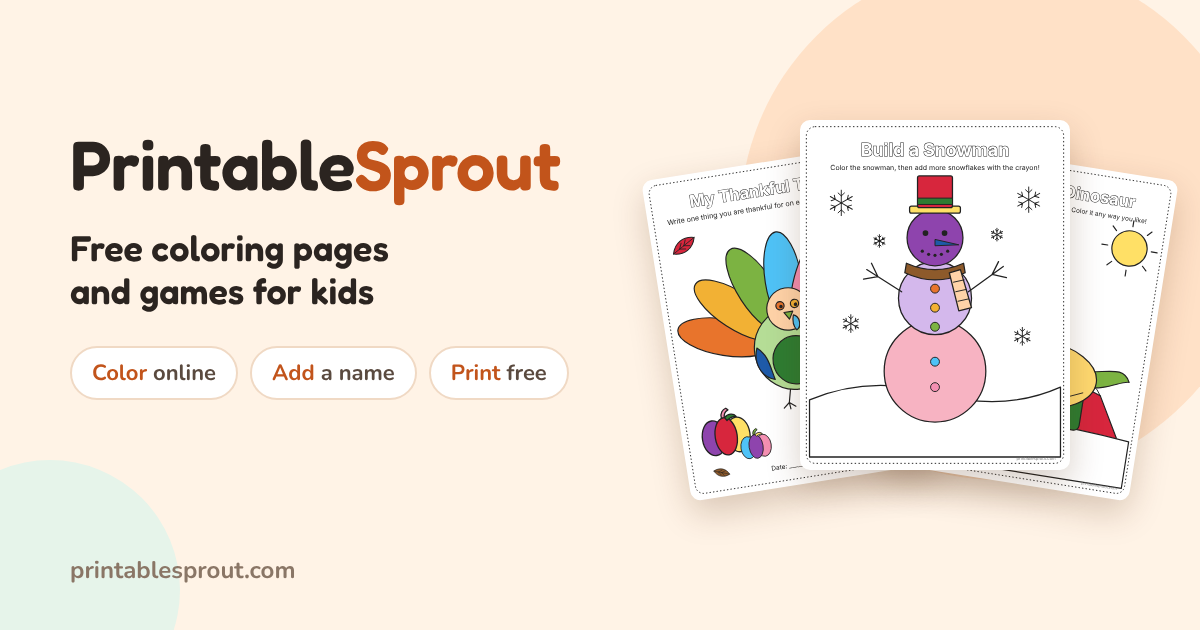 PrintableSprout
Free coloring pages
and games for kids
Color online
Add a name
Print free
printablesprout.com
My Thankful T
Write one thing you are thankful for on e
Date:
Build a Snowman
Color the snowman, then add more snowflakes with the crayon!
Dinosaur
Color it any way you like!